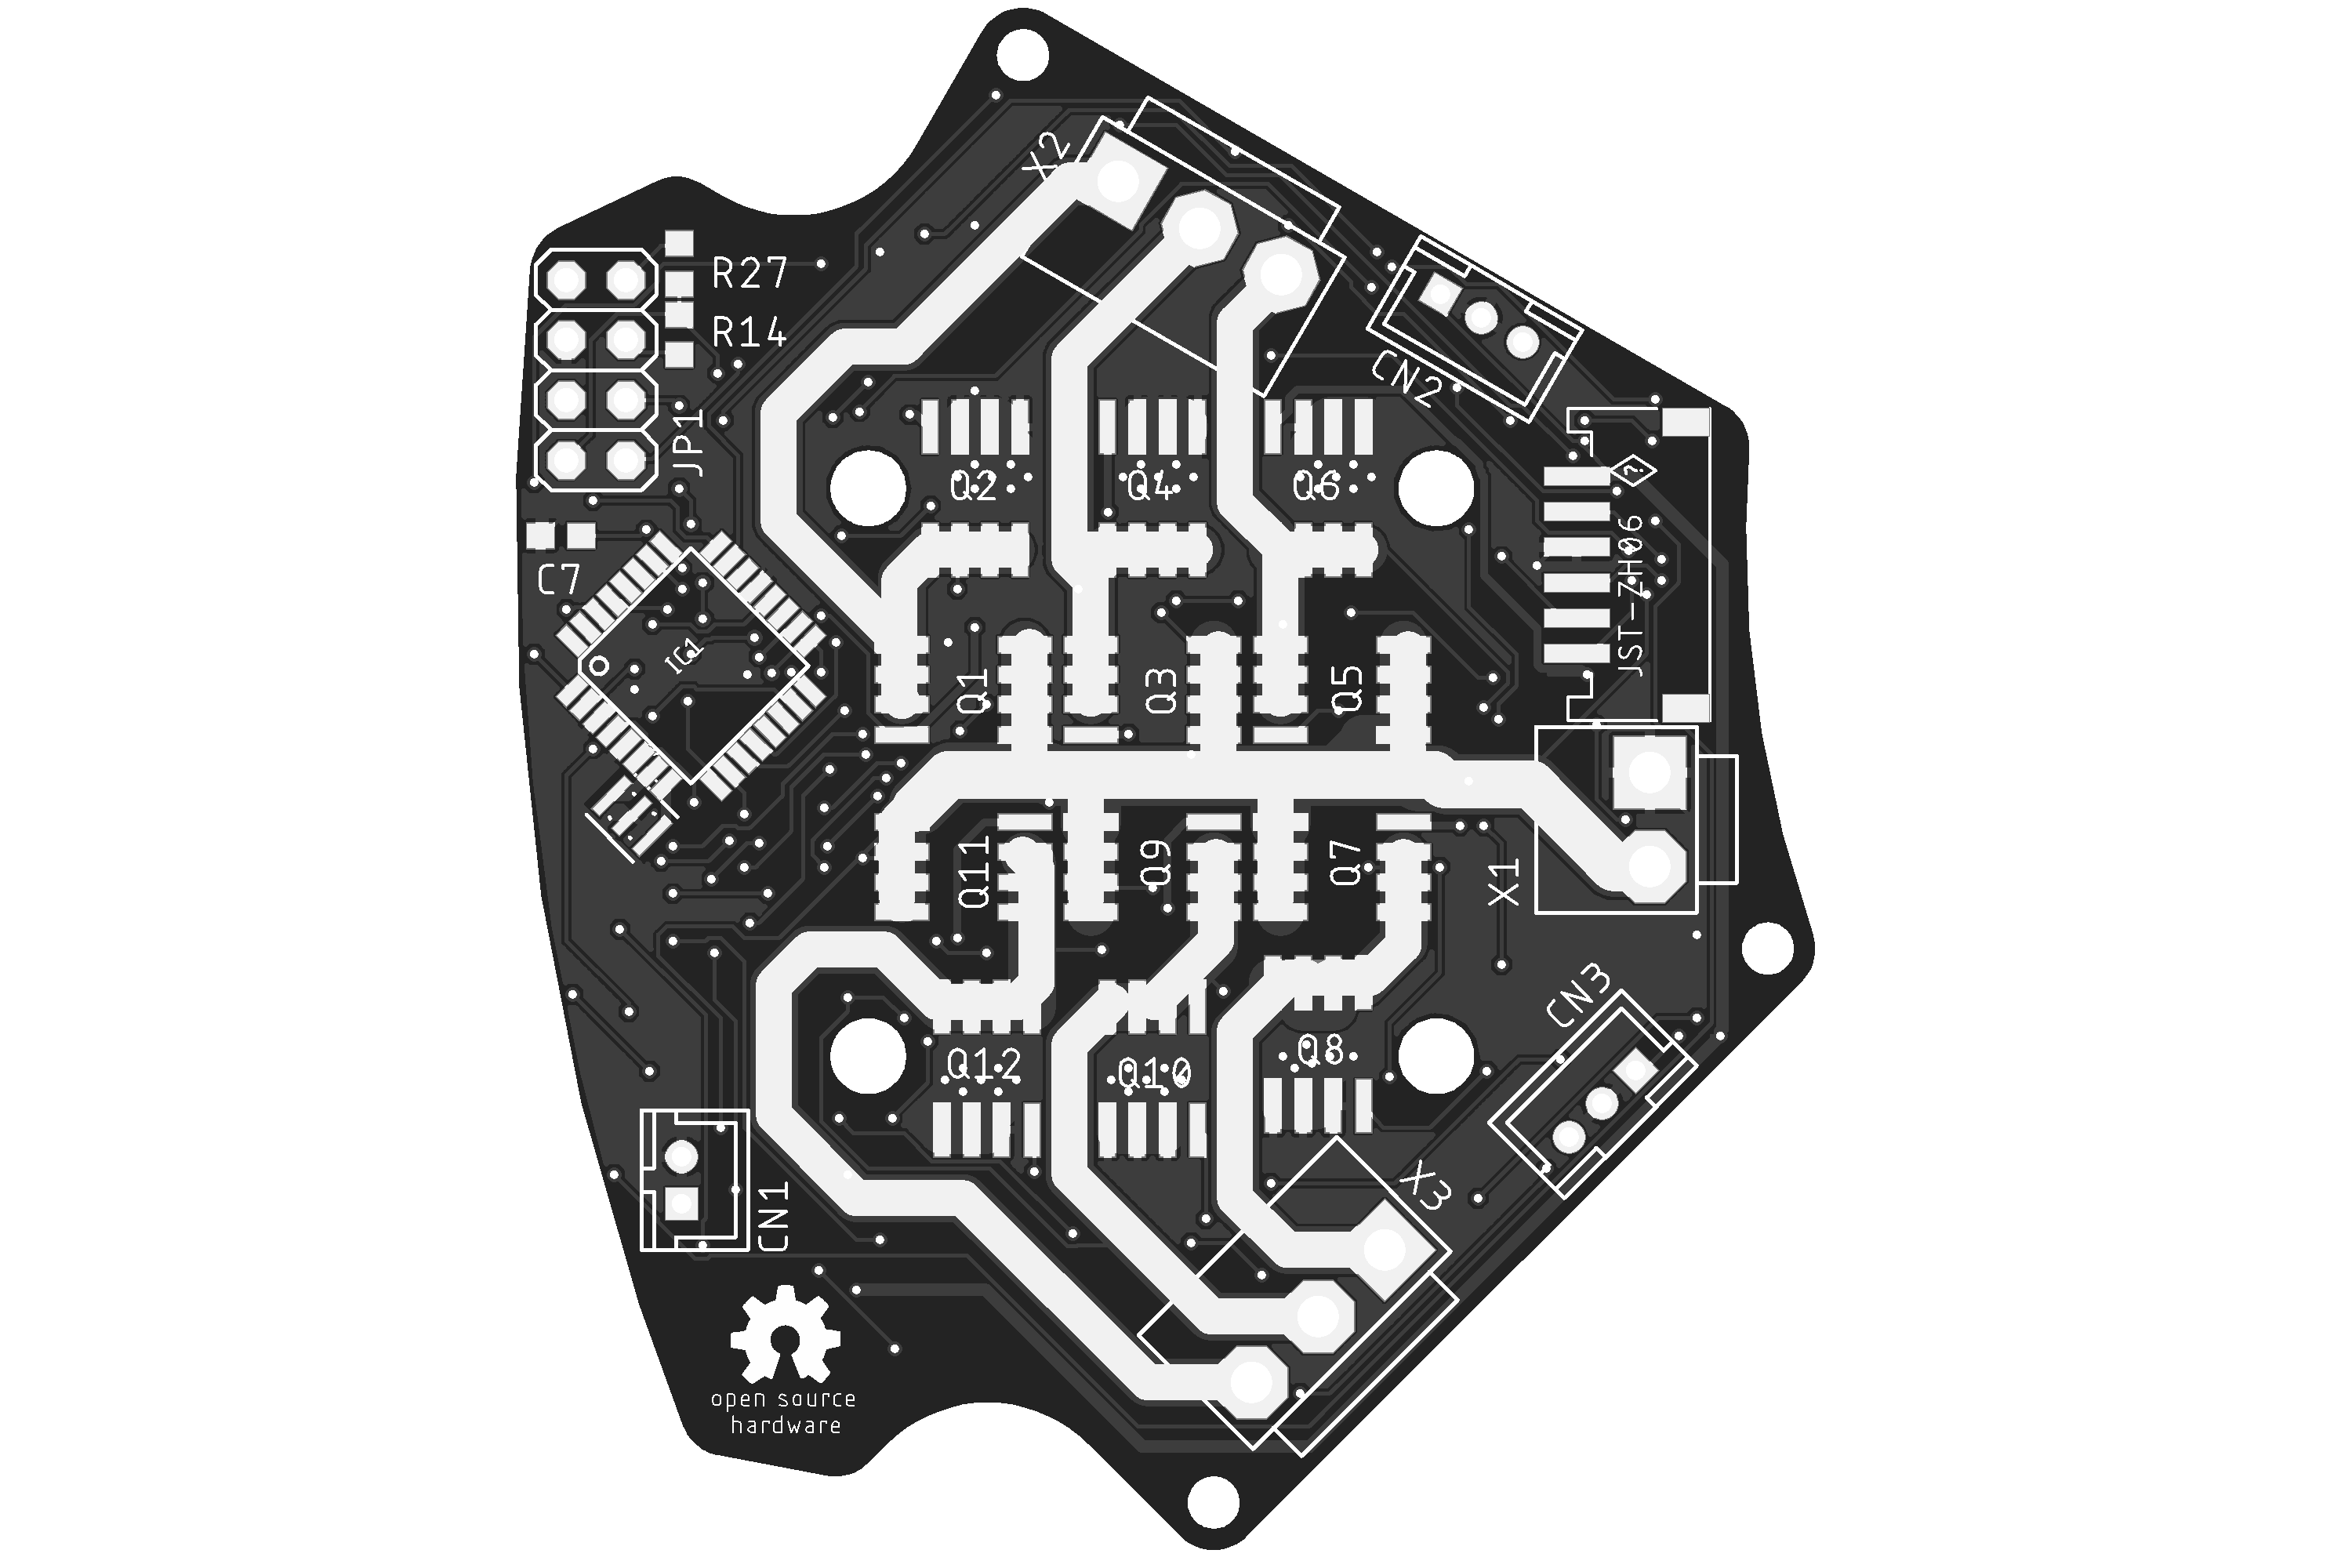 X2
R27
R14
CN2
JP1
Q2
Q4
Q6
JST-ZH06
?
C7
IC1
Q1
Q3
Q5
Q11
Q9
Q7
X1
CN3
Q12
Q10
Q8
X3
CN1
open source
hardware